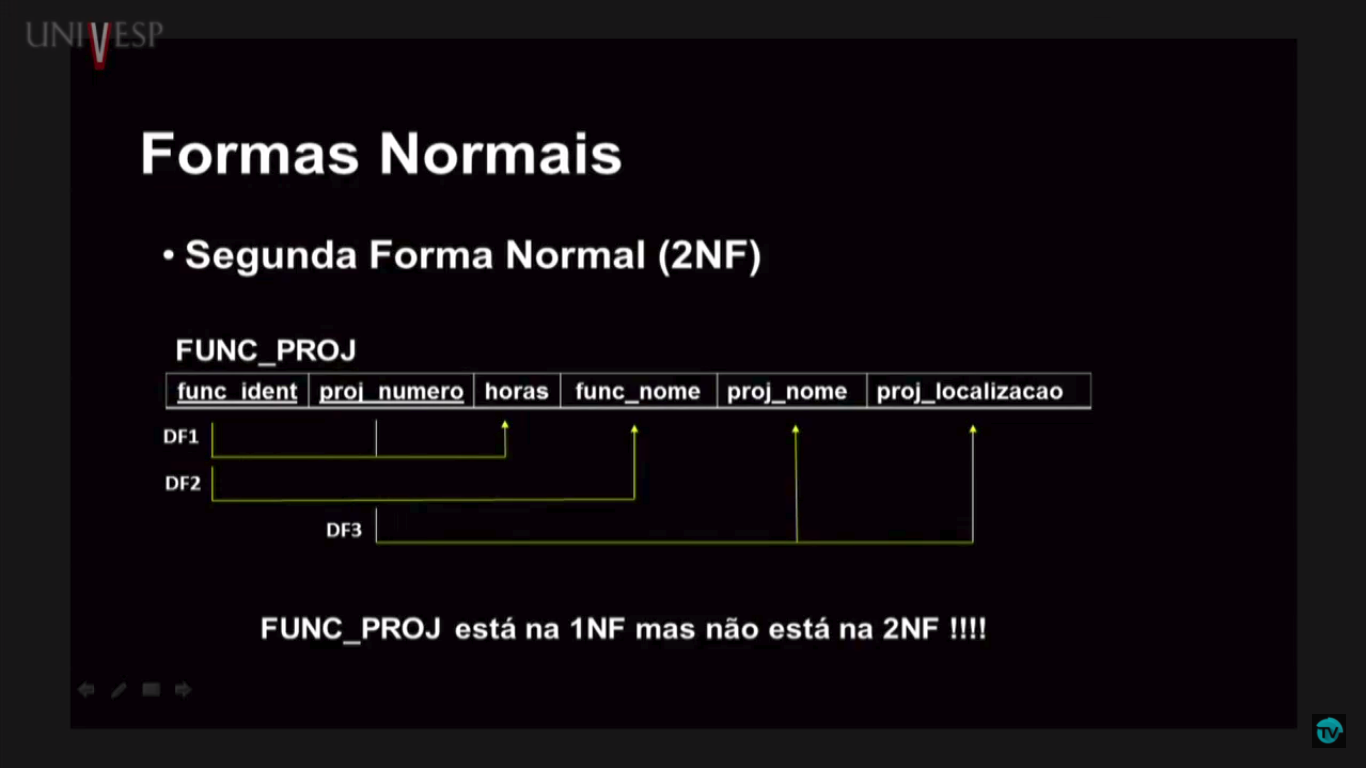 UNIVESP
Formas Normais
• Segunda Forma Normal (2NF)
FUNC_PROJ
func_ident proj_numero horas func_nome proj_nome proj_localizacao
DF1
DF2
DF3
FUNC_PROJ está na 1NF mas não está na 2NF !!!!
TV